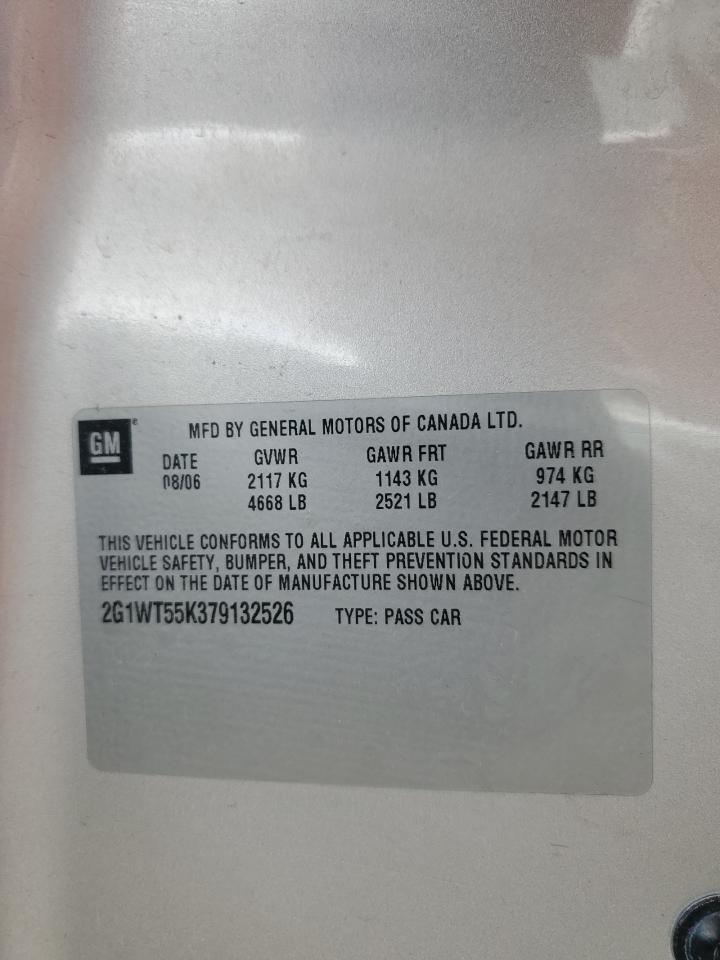 GM®
MFD BY GENERAL MOTORS OF CANADA LTD.
DATE GVWR GAWR FRT GAWR RR
08/06 2117 KG 1143 KG 974 KG
4668 LB 2521 LB 2147 LB
THIS VEHICLE CONFORMS TO ALL APPLICABLE U.S. FEDERAL MOTOR
VEHICLE SAFETY, BUMPER, AND THEFT PREVENTION STANDARDS IN
EFFECT ON THE DATE OF MANUFACTURE SHOWN ABOVE.
2G1WT55K379132526 TYPE: PASS CAR